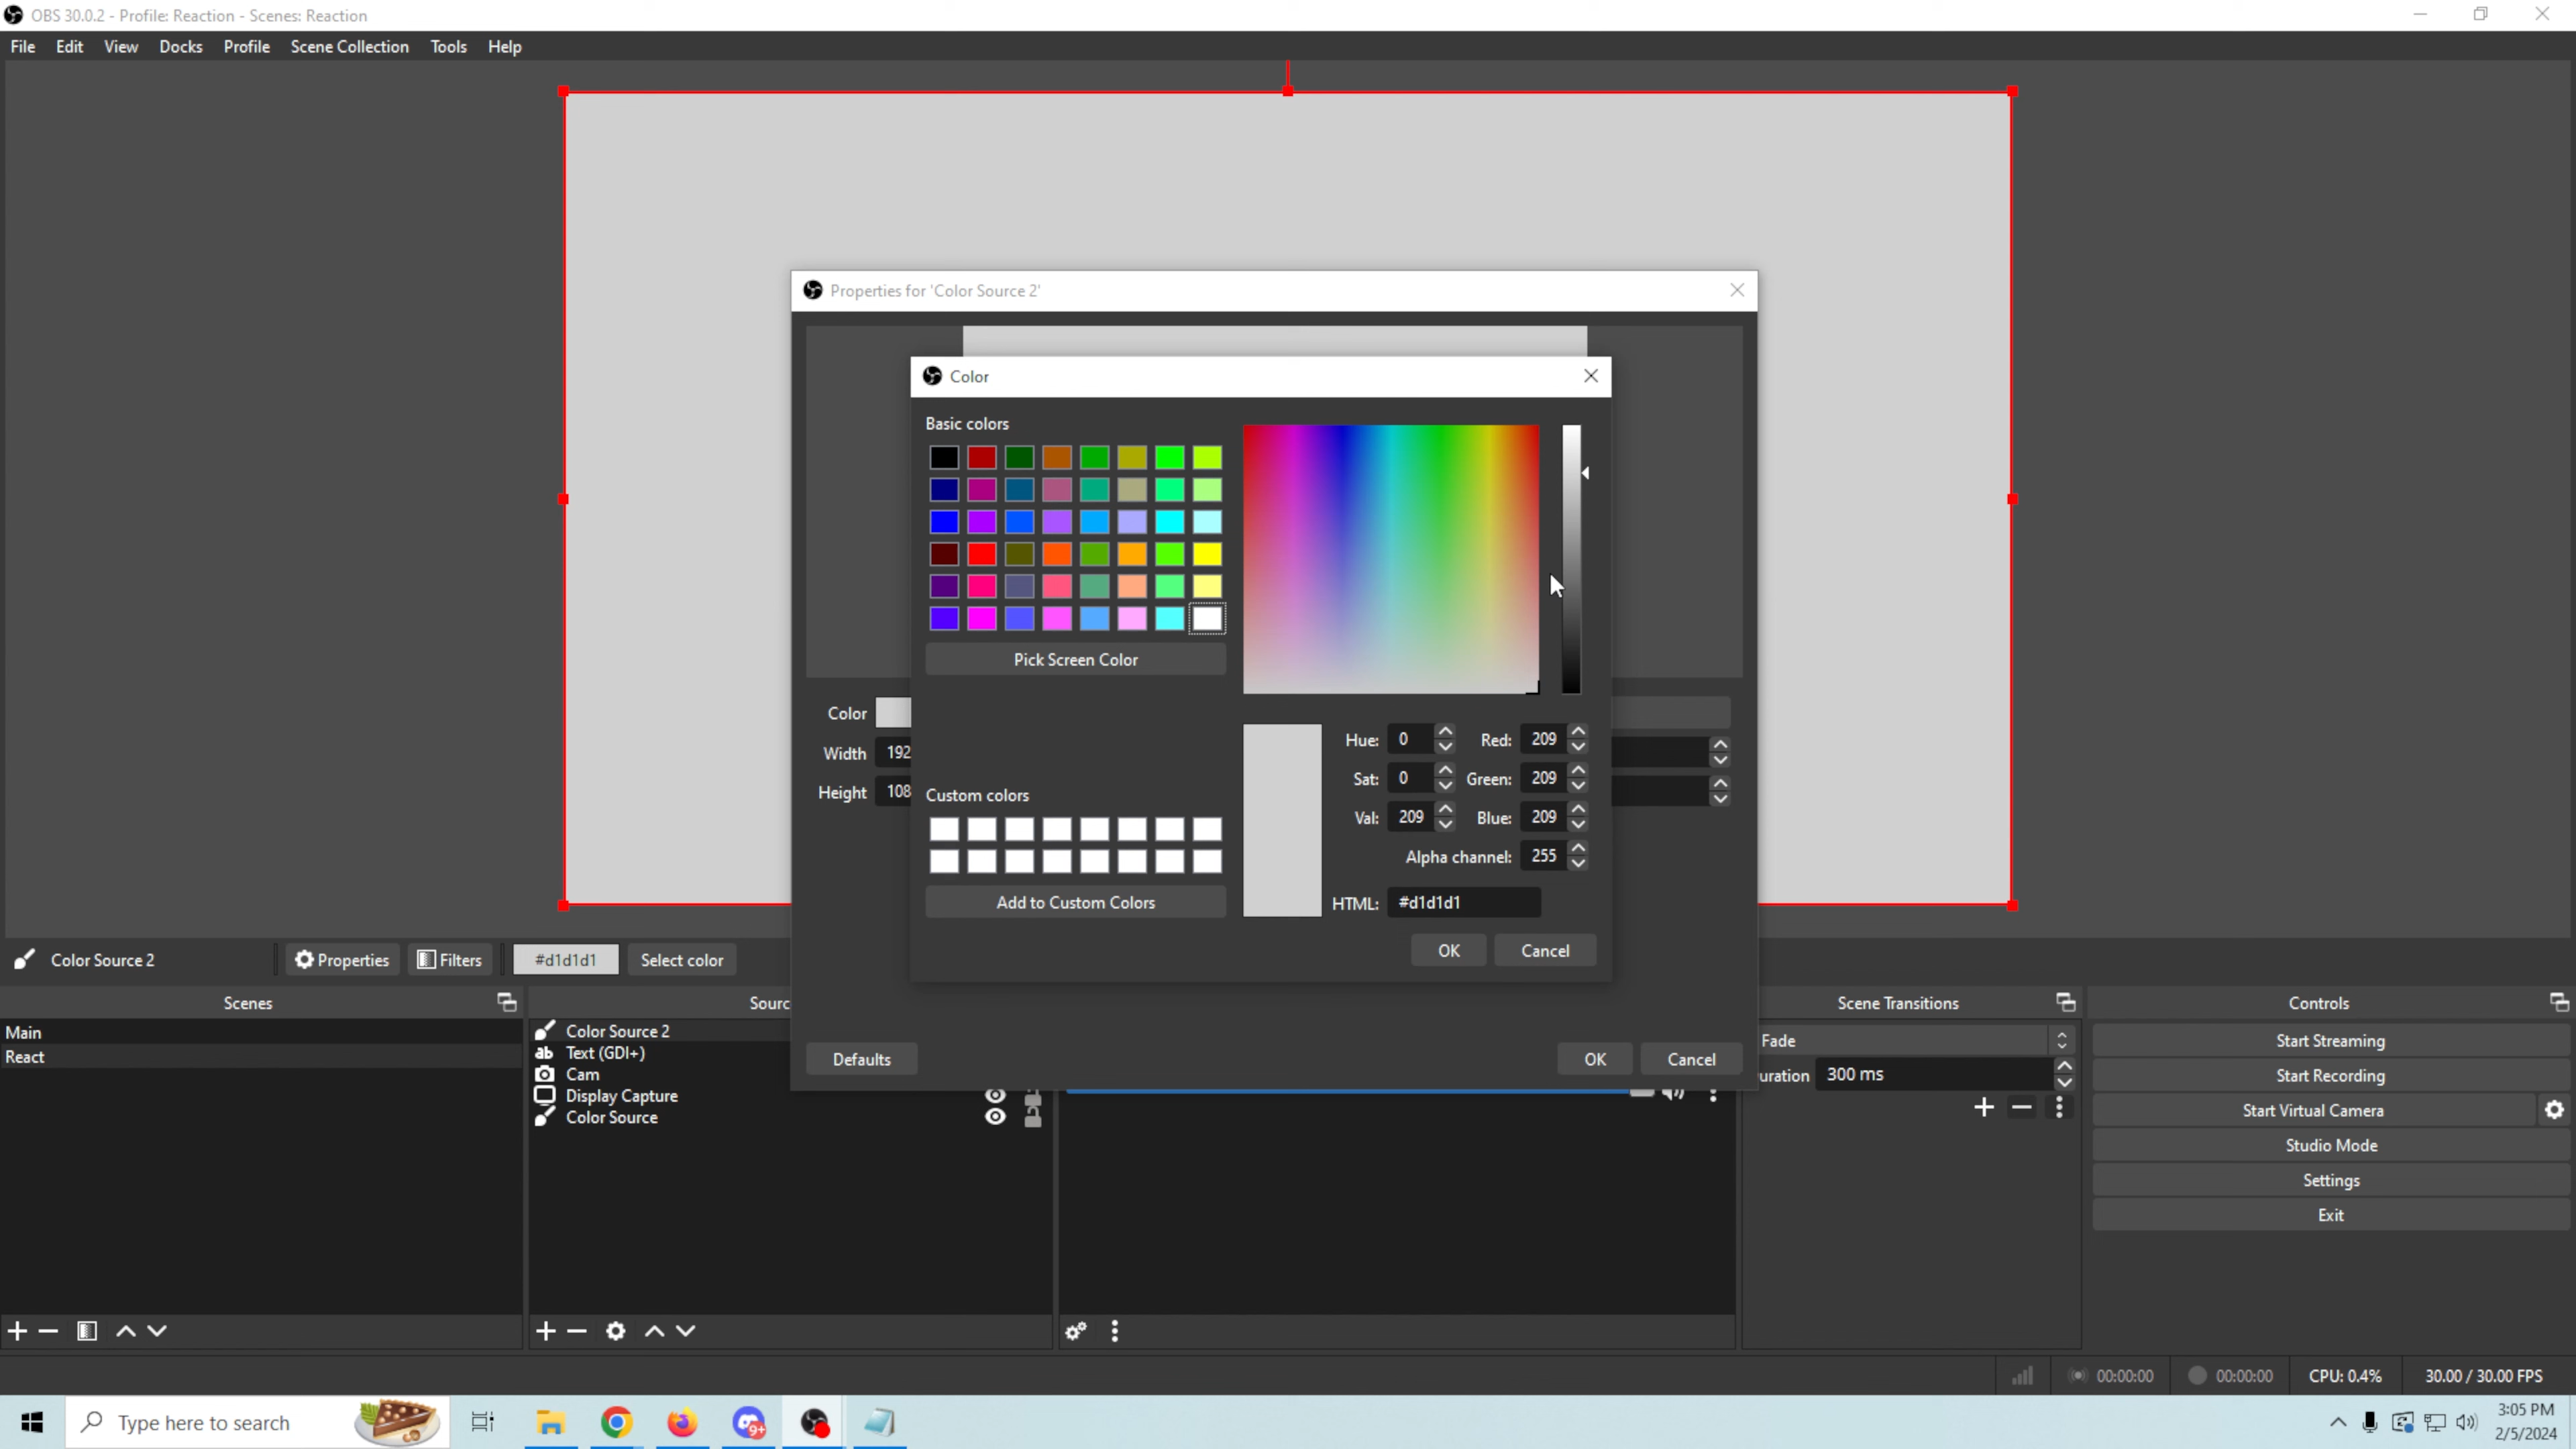 OBS 30.0.2 - Profile: Reaction - Scenes: Reaction
File Edit View Docks Profile Scene Collection Tools Help
Properties for 'Color Source 2'
Color
Basic colors
Pick Screen Color
Color
Width 192
Height 108
Hue: 0 Red: 209
Sat: 0 Green: 209
Val: 209 Blue: 209
Alpha channel: 255
Custom colors
Add to Custom Colors
HTML: #d1d1d1
OK Cancel
Color Source 2 Properties Filters #d1d1d1 Select color
Defaults OK Cancel
Scenes
Main
React
Sourc
Color Source 2
ab Text (GDI+)
Cam
Display Capture
Color Source
Scene Transitions
Fade
uration 300 ms
Controls
Start Streaming
Start Recording
Start Virtual Camera
Studio Mode
Settings
Exit
00:00:00 00:00:00 CPU: 0.4% 30.00 / 30.00 FPS
Type here to search
9+
3:05 PM
2/5/2024